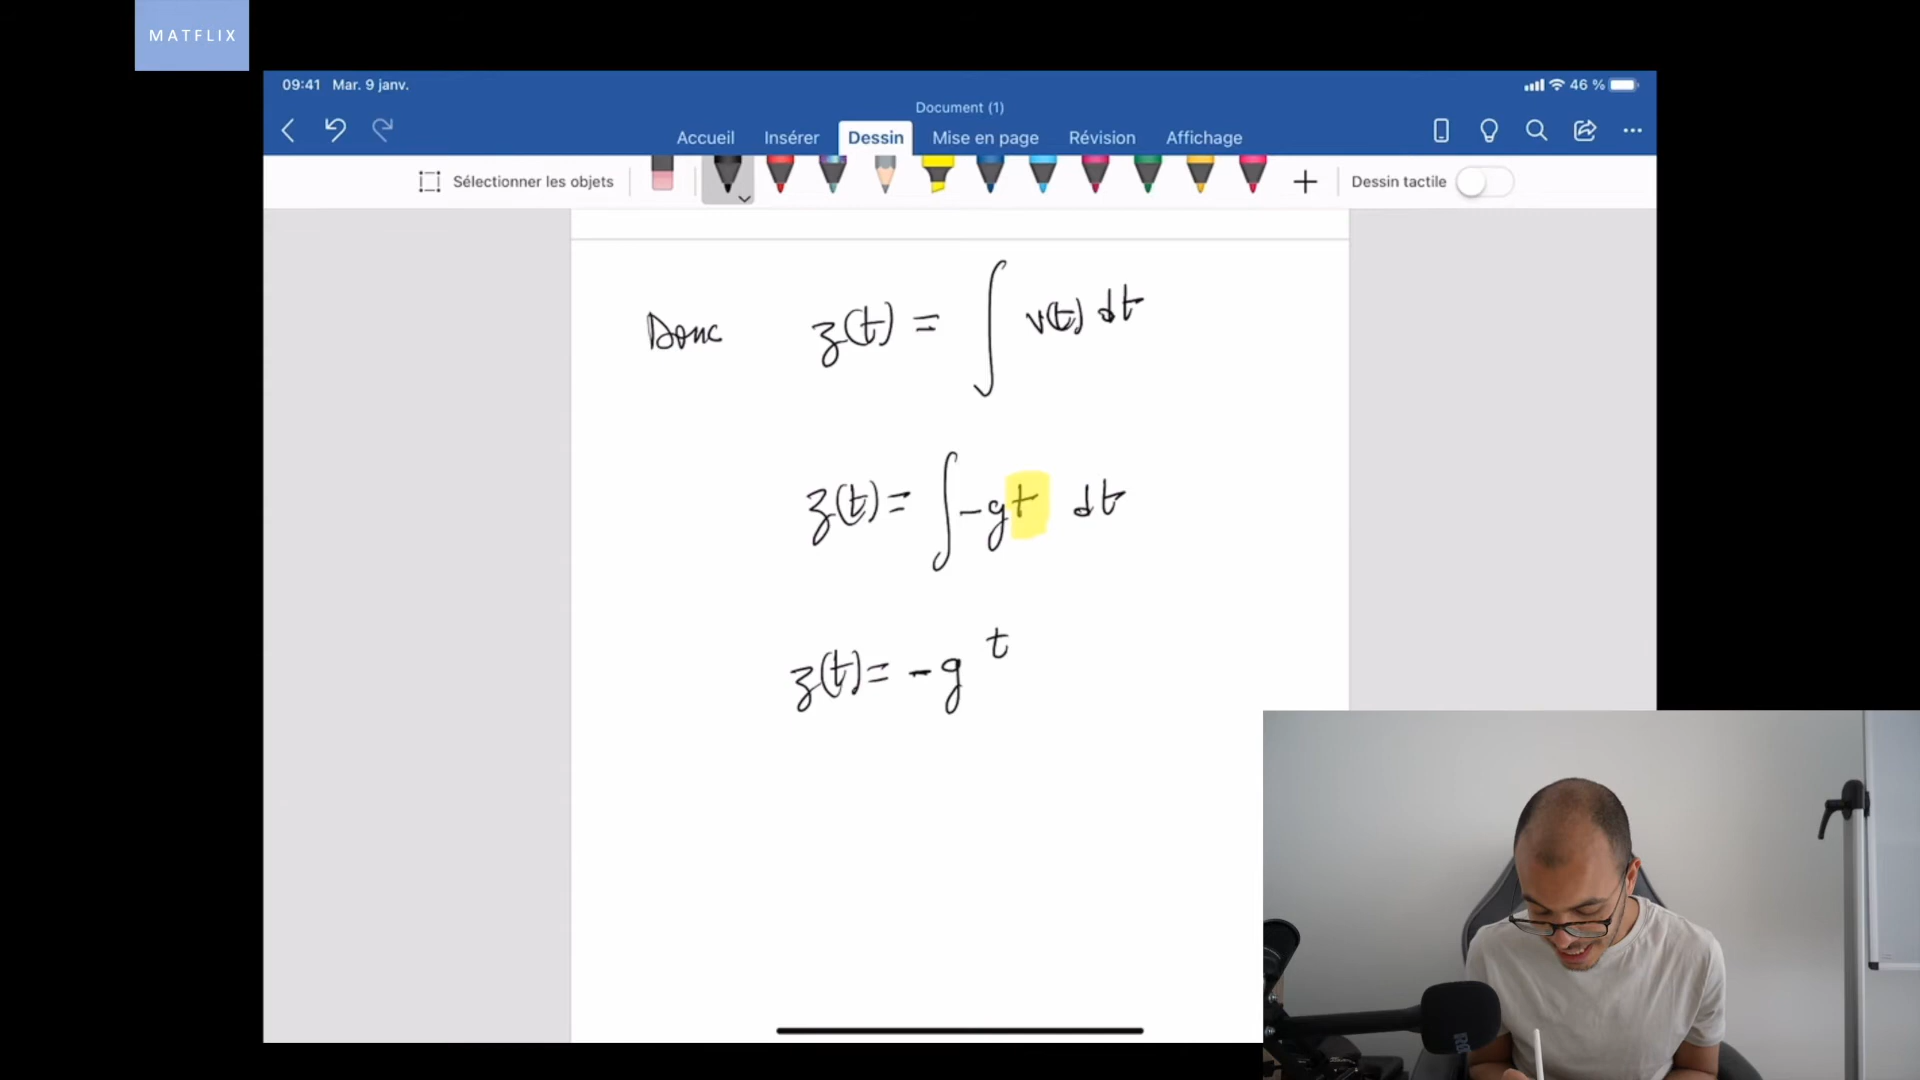 MATFLIX
09:41 Mar. 9 janv. 46 %
Document (1)
Accueil Insérer Dessin Mise en page Révision Affichage
Sélectionner les objets Dessin tactile
Donc z(t) = ∫ v(t) dt
z(t) = ∫ -gt dt
z(t) = -g t